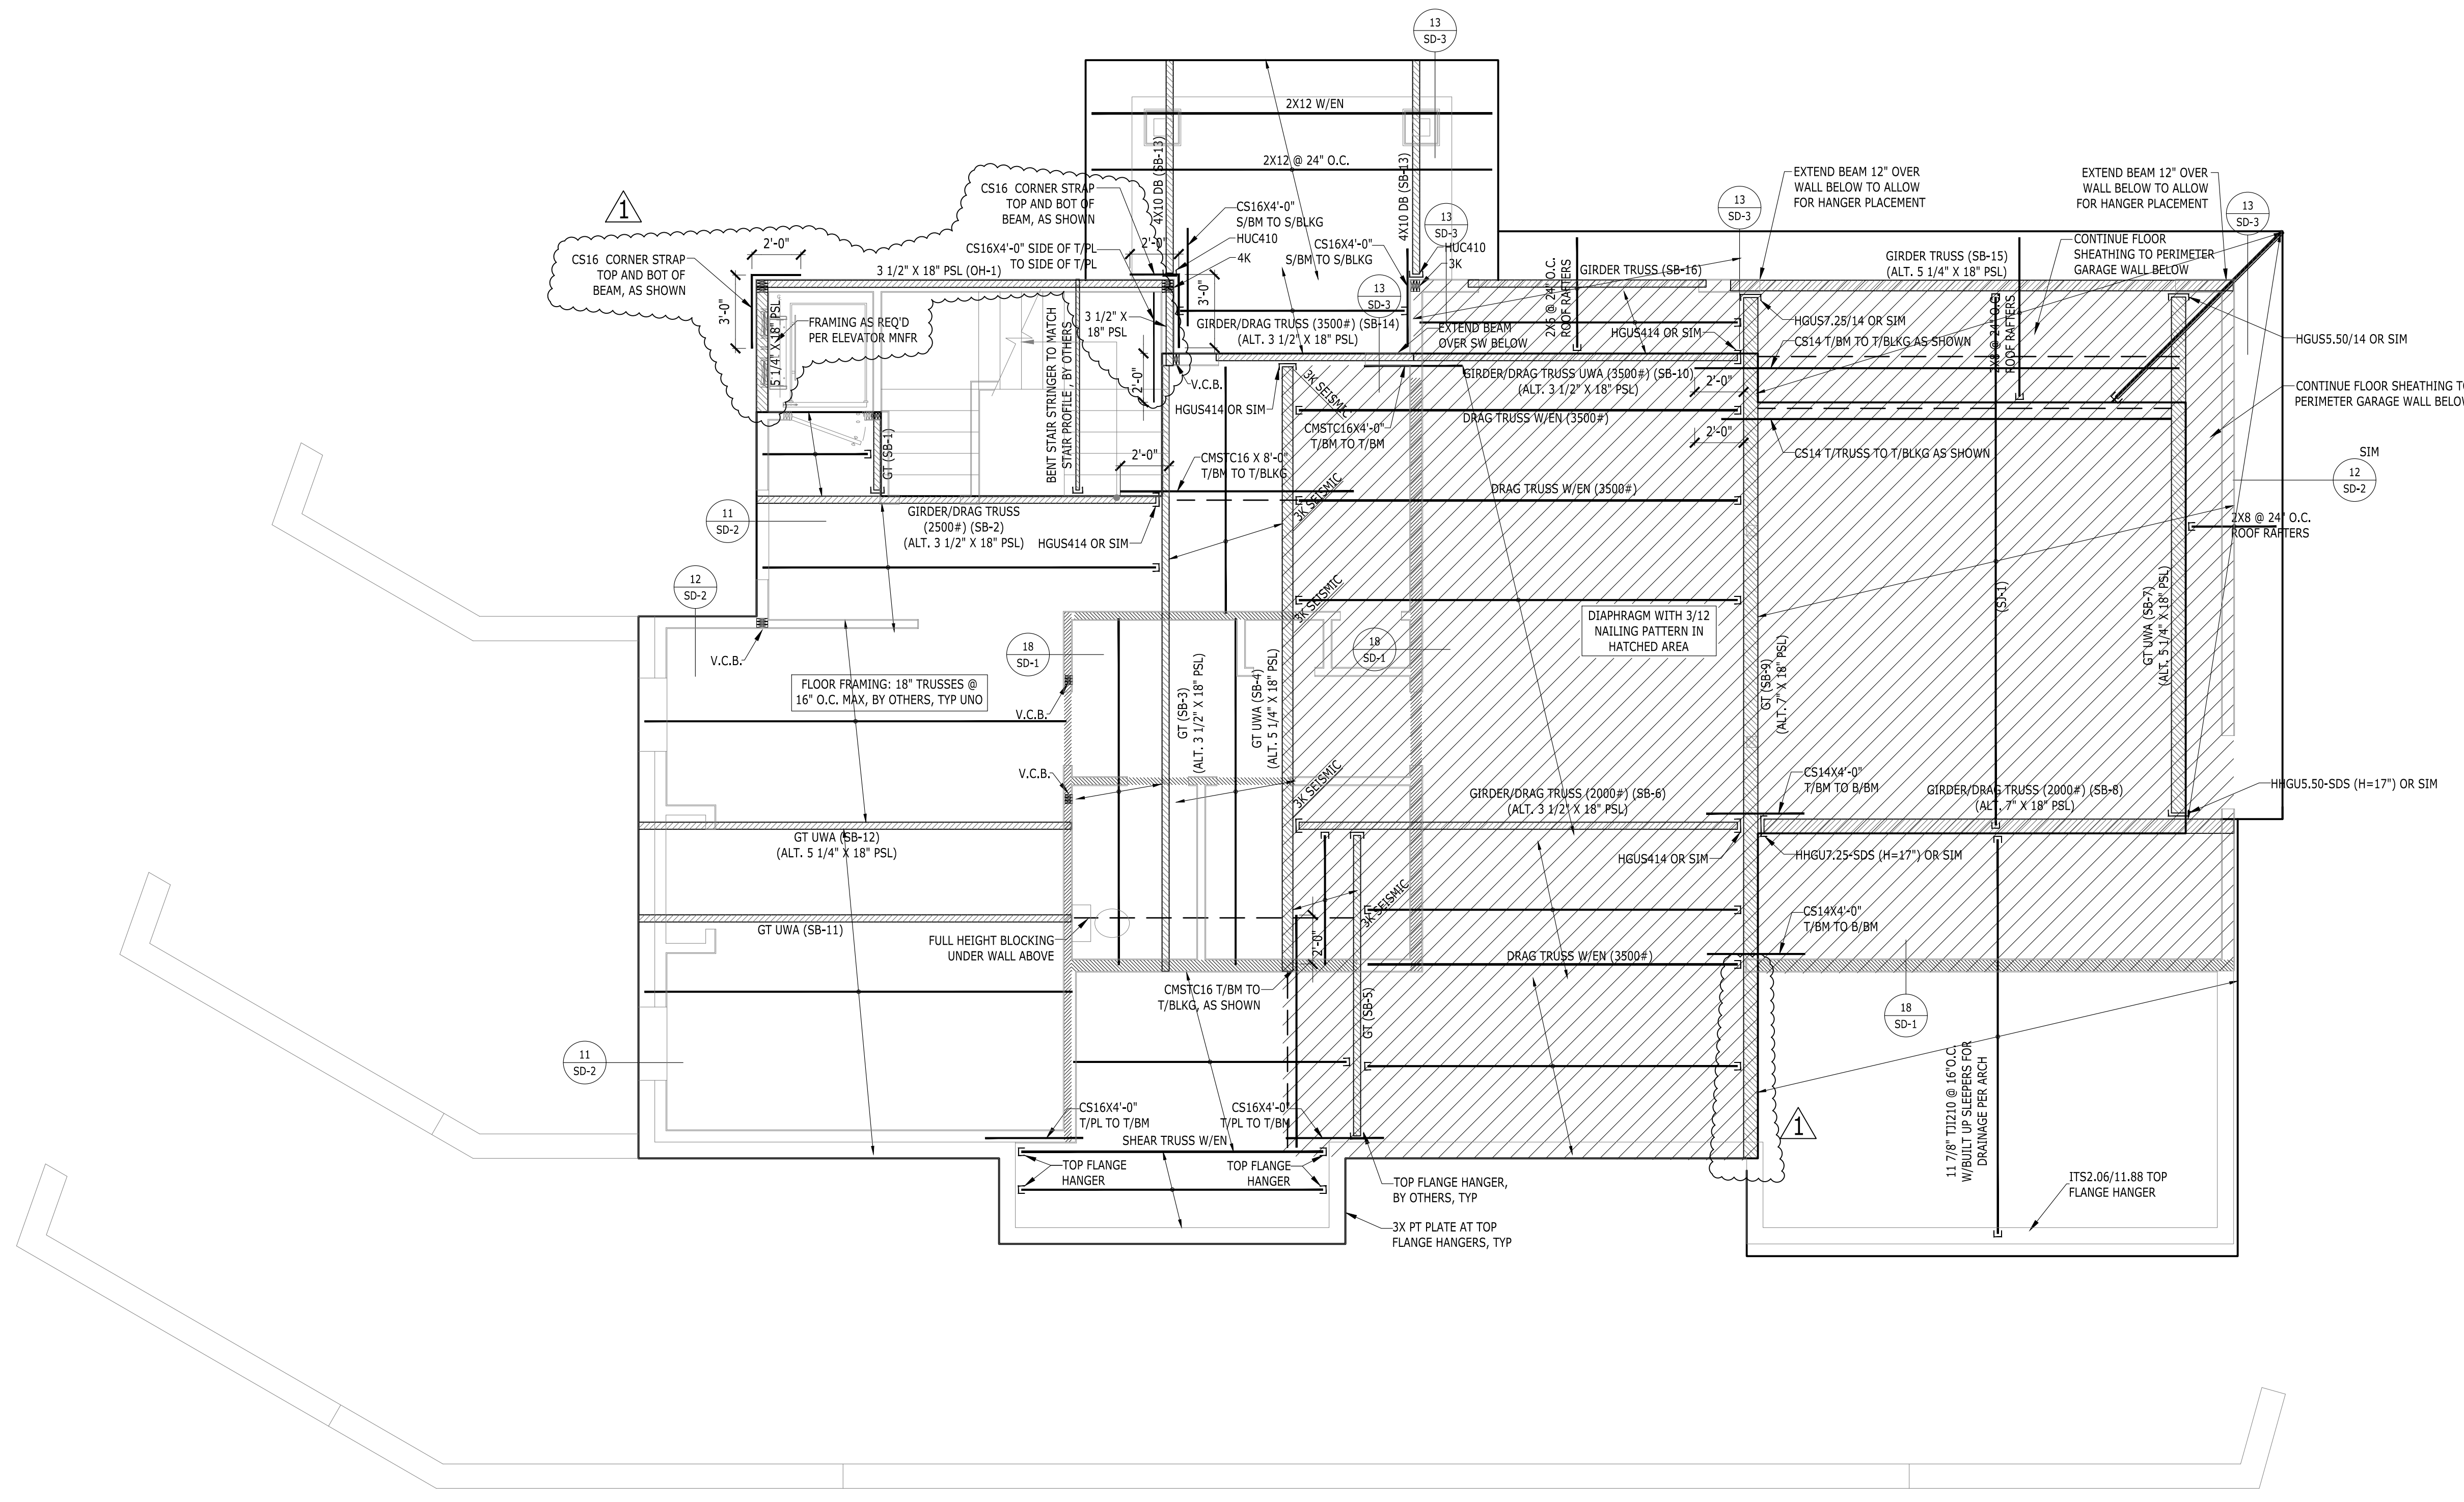 13
SD-3
2X12 W/EN
2X12 @ 24" O.C.
4X10 DB (SB-13)
4X10 DB (SB-13)
1
CS16  CORNER STRAP
TOP AND BOT OF
BEAM, AS SHOWN
CS16X4'-0"
S/BM TO S/BLKG
HUC410
4K
CS16X4'-0"
S/BM TO S/BLKG
13
SD-3
HUC410
3K
13
SD-3
EXTEND BEAM 12" OVER
WALL BELOW TO ALLOW
FOR HANGER PLACEMENT
13
SD-3
EXTEND BEAM 12" OVER
WALL BELOW TO ALLOW
FOR HANGER PLACEMENT
13
SD-3
2'-0"
CS16  CORNER STRAP
TOP AND BOT OF
BEAM, AS SHOWN
3'-0"
CS16X4'-0" SIDE OF T/PL
TO SIDE OF T/PL
2'-0"
3 1/2" X 18" PSL (OH-1)
5 1/4" X 18" PSL
FRAMING AS REQ'D
PER ELEVATOR MNFR
BENT STAIR STRINGER TO MATCH
STAIR PROFILE , BY OTHERS
3 1/2" X
18" PSL
3'-0"
2'-0"
V.C.B.
GIRDER/DRAG TRUSS (3500#) (SB-14)
(ALT. 3 1/2" X 18" PSL)
EXTEND BEAM
OVER SW BELOW
2X6 @ 24" O.C.
ROOF RAFTERS
GIRDER TRUSS (SB-16)
HGUS414 OR SIM
GIRDER TRUSS (SB-15)
(ALT. 5 1/4" X 18" PSL)
CONTINUE FLOOR
SHEATHING TO PERIMETER
GARAGE WALL BELOW
HGUS7.25/14 OR SIM
CS14 T/BM TO T/BLKG AS SHOWN
2X8 @ 24" O.C.
ROOF RAFTERS
HGUS5.50/14 OR SIM
CONTINUE FLOOR SHEATHING
PERIMETER GARAGE WALL
GIRDER/DRAG TRUSS UWA (3500#) (SB-10)
(ALT. 3 1/2" X 18" PSL)
2'-0"
HGUS414 OR SIM
3K SEISMIC
DRAG TRUSS W/EN (3500#)
CMSTC16X4'-0"
T/BM TO T/BM
2'-0"
CS14 T/TRUSS TO T/BLKG AS SHOWN
SIM
12
SD-2
GT (SB-1)
2'-0"
CMSTC16 X 8'-0"
T/BM TO T/BLKG
3K SEISMIC
DRAG TRUSS W/EN (3500#)
11
SD-2
GIRDER/DRAG TRUSS
(2500#) (SB-2)
(ALT. 3 1/2" X 18" PSL)
HGUS414 OR SIM
2X8 @ 24" O.C.
ROOF RAFTERS
12
SD-2
V.C.B.
18
SD-1
3K SEISMIC
18
SD-1
DIAPHRAGM WITH 3/12
NAILING PATTERN IN
HATCHED AREA
(SJ-1)
GT (SB-9)
(ALT. 7" X 18" PSL)
GT UWA (SB-7)
(ALT. 5 1/4" X 18" PSL)
FLOOR FRAMING: 18" TRUSSES @
16" O.C. MAX, BY OTHERS, TYP UNO
V.C.B.
GT (SB-3)
(ALT. 3 1/2" X 18" PSL)
GT UWA (SB-4)
(ALT. 5 1/4" X 18" PSL)
V.C.B.
3K SEISMIC
GIRDER/DRAG TRUSS (2000#) (SB-6)
(ALT. 3 1/2" X 18" PSL)
CS14X4'-0"
T/BM TO B/BM
GIRDER/DRAG TRUSS (2000#) (SB-8)
(ALT. 7" X 18" PSL)
HHGU5.50-SDS (H=17") OR SIM
GT UWA (SB-12)
(ALT. 5 1/4" X 18" PSL)
HGUS414 OR SIM
HHGU7.25-SDS (H=17") OR SIM
GT UWA (SB-11)
FULL HEIGHT BLOCKING
UNDER WALL ABOVE
2'-0"
3K SEISMIC
CS14X4'-0"
T/BM TO B/BM
DRAG TRUSS W/EN (3500#)
CMSTC16 T/BM TO
T/BLKG, AS SHOWN
GT (SB-5)
18
SD-1
11
SD-2
CS16X4'-0"
T/PL TO T/BM
CS16X4'-0"
T/PL TO T/BM
SHEAR TRUSS W/EN
TOP FLANGE
HANGER
TOP FLANGE
HANGER
1
11 7/8" TJI210 @ 16"O.C.
W/BUILT UP SLEEPERS FOR
DRAINAGE PER ARCH
TOP FLANGE HANGER,
BY OTHERS, TYP
3X PT PLATE AT TOP
FLANGE HANGERS, TYP
ITS2.06/11.88 TOP
FLANGE HANGER
13
SD-3